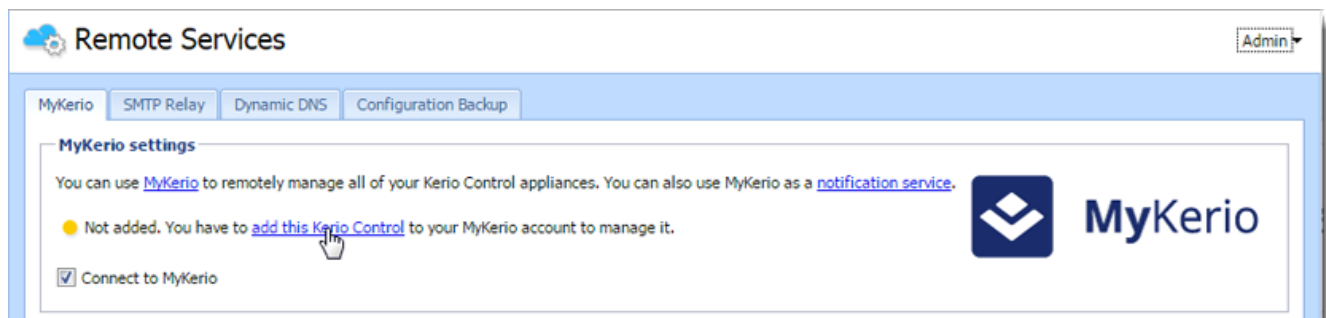 Remote Services
Admin
MyKerio SMTP Relay Dynamic DNS Configuration Backup
MyKerio settings
You can use MyKerio to remotely manage all of your Kerio Control appliances. You can also use MyKerio as a notification service.
Not added. You have to add this Kerio Control to your MyKerio account to manage it.
MyKerio
Connect to MyKerio